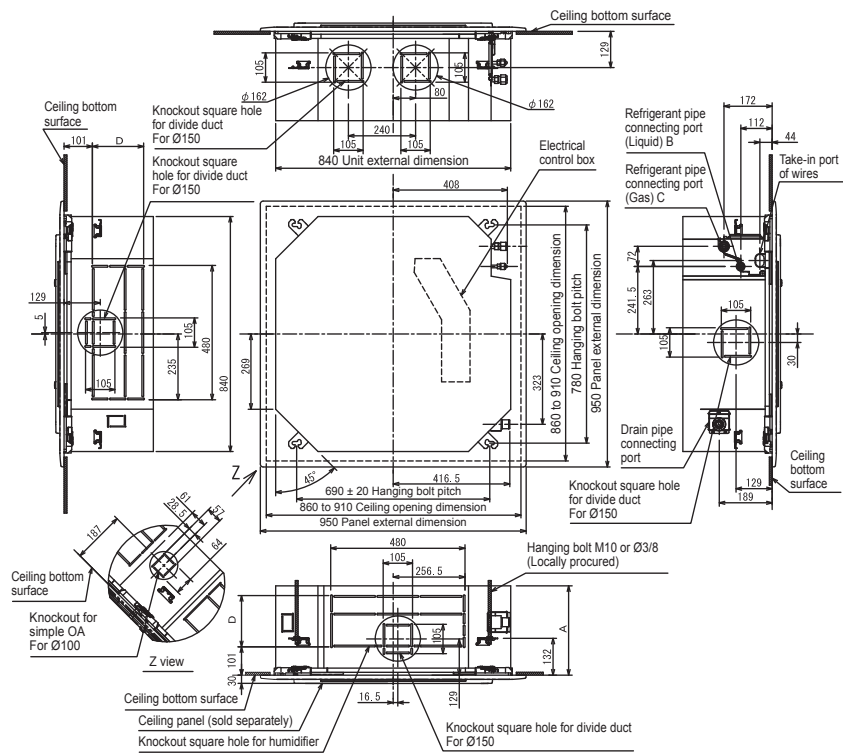 Ceiling bottom surface
129
105
105
φ162
φ162
80
Knockout square hole
for divide duct
For Ø150
240
105
105
840 Unit external dimension
Electrical
control box
408
Ceiling bottom
surface
101
D
Knockout square
hole for divide duct
For Ø150
129
5
105
105
235
480
840
269
323
860 to 910 Ceiling opening dimension
780 Hanging bolt pitch
950 Panel external dimension
45°
416.5
690 ± 20 Hanging bolt pitch
860 to 910 Ceiling opening dimension
950 Panel external dimension
Z
172
112
44
Refrigerant pipe
connecting port
(Liquid) B
Refrigerant pipe
connecting port
(Gas) C
Take-in port
of wires
72
241.5
263
105
105
30
Drain pipe
connecting
port
129
189
Ceiling
bottom
surface
Knockout square hole
for divide duct
For Ø150
187
61
28.5
57
64
Ceiling bottom
surface
Knockout for
simple OA
For Ø100
Z view
480
105
256.5
Hanging bolt M10 or Ø3/8
(Locally procured)
D
101
30
105
A
132
129
16.5
Ceiling bottom surface
Ceiling panel (sold separately)
Knockout square hole for humidifier
Knockout square hole for divide duct
For Ø150